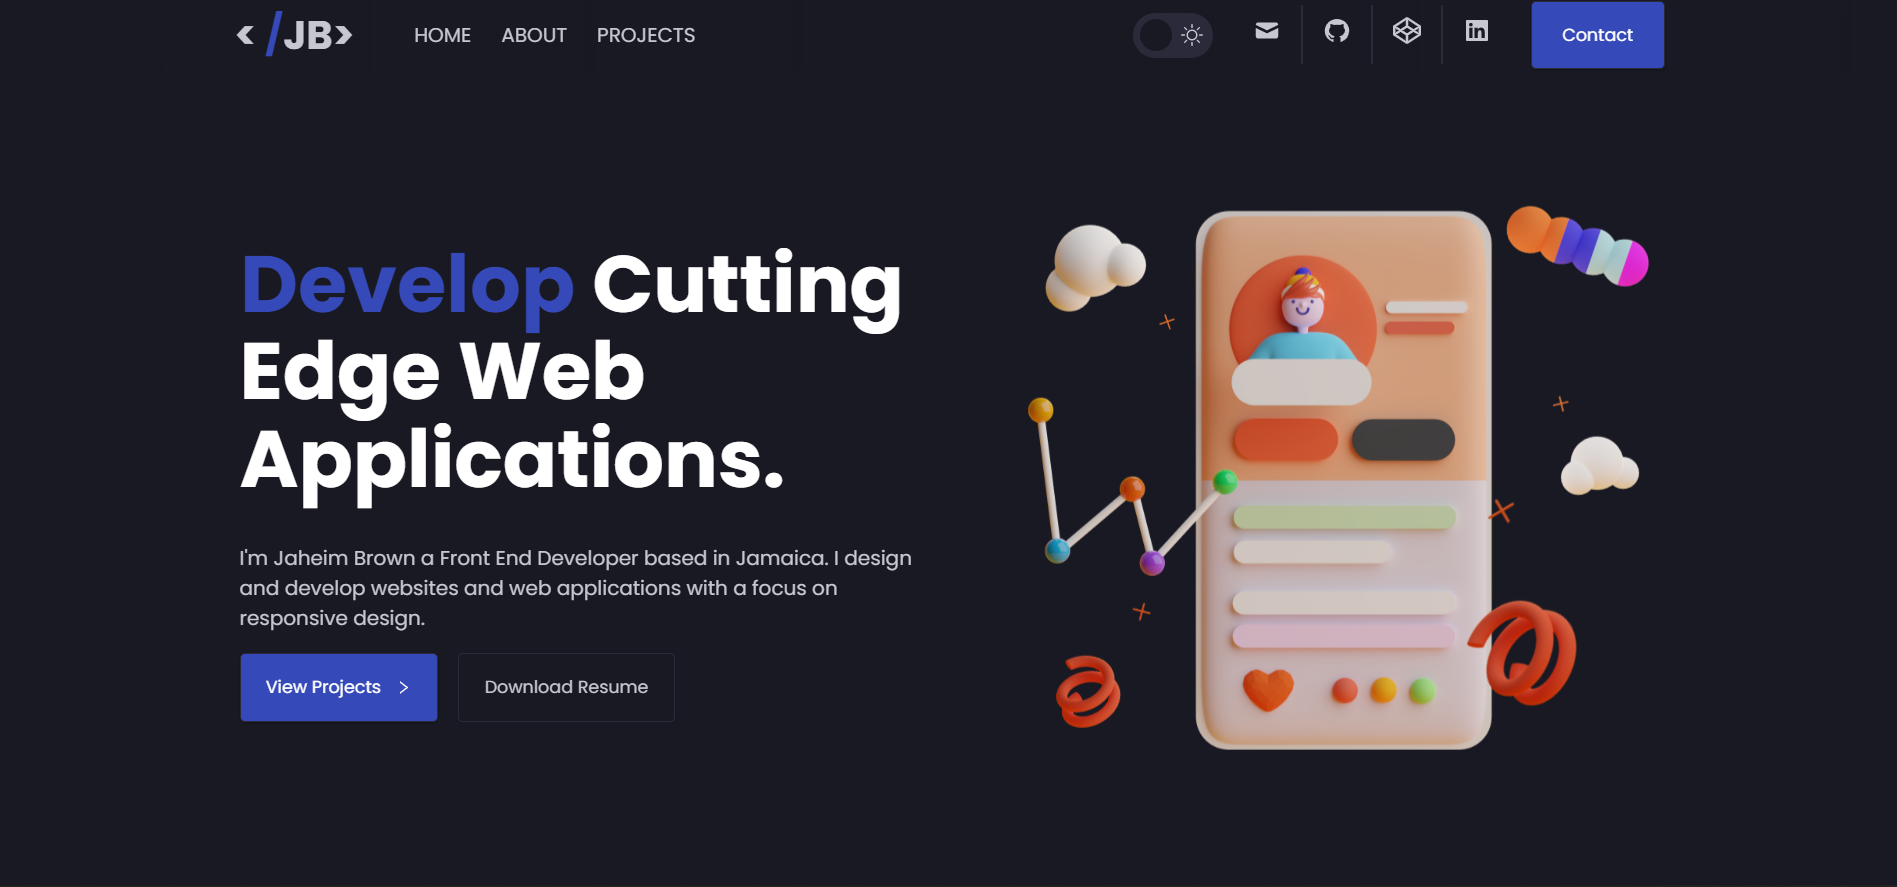 </JB>
HOME ABOUT PROJECTS
Contact
Develop Cutting
Edge Web
Applications.
I'm Jaheim Brown a Front End Developer based in Jamaica. I design
and develop websites and web applications with a focus on
responsive design.
View Projects >
Download Resume